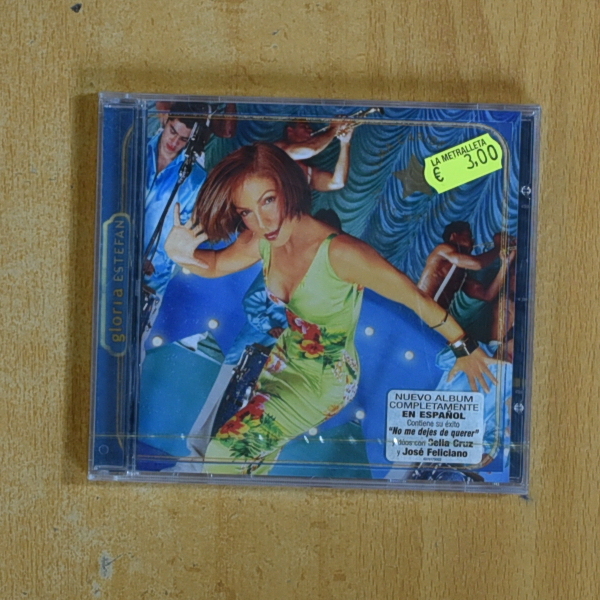 gloria ESTEFAN
LA METRALLETA
€ 3,00
NUEVO ALBUM
COMPLETAMENTE
EN ESPAÑOL
Contiene su éxito
"No me dejes de querer"
con Celia Cruz
y José Feliciano